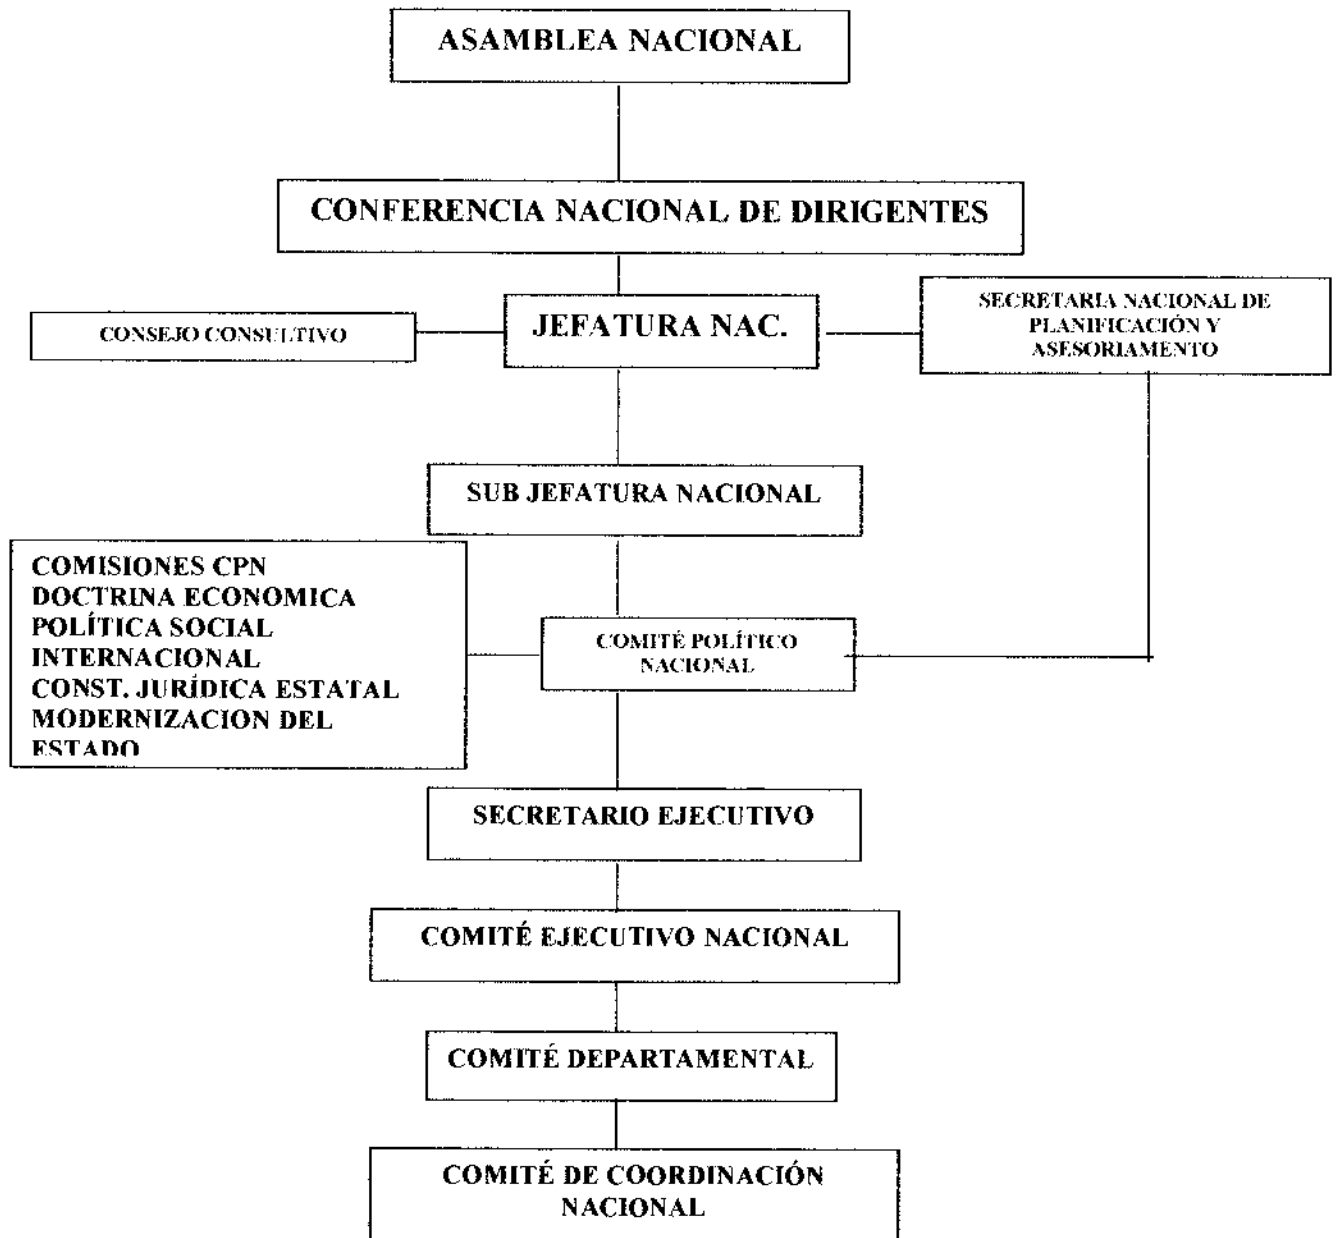 ASAMBLEA NACIONAL
CONFERENCIA NACIONAL DE DIRIGENTES
CONSEJO CONSULTIVO
JEFATURA NAC.
SECRETARIA NACIONAL DE
PLANIFICACIÓN Y
ASESORIAMENTO
SUB JEFATURA NACIONAL
COMISIONES CPN
DOCTRINA ECONOMICA
POLÍTICA SOCIAL
INTERNACIONAL
CONST. JURÍDICA ESTATAL
MODERNIZACION DEL
ESTADO
COMITÉ POLÍTICO
NACIONAL
SECRETARIO EJECUTIVO
COMITÉ EJECUTIVO NACIONAL
COMITÉ DEPARTAMENTAL
COMITÉ DE COORDINACIÓN
NACIONAL